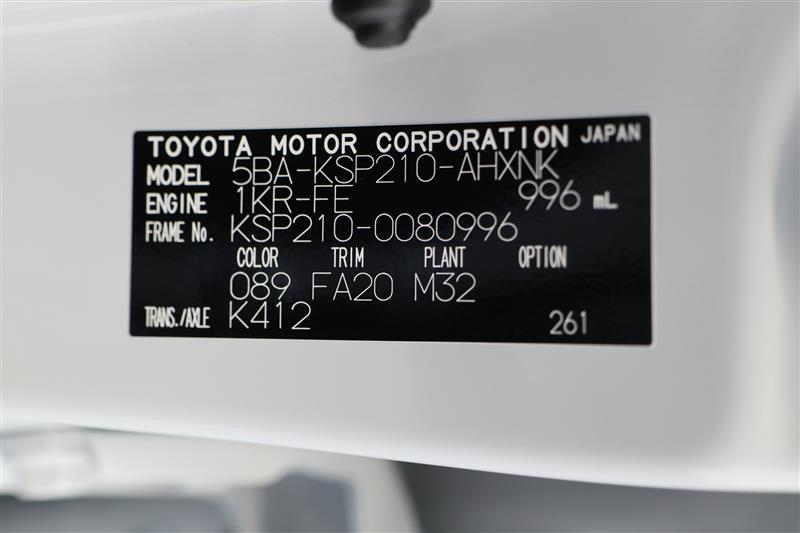 TOYOTA MOTOR CORPORATION JAPAN
MODEL 5BA-KSP210-AHXNK
ENGINE 1KR-FE 996 mL
FRAME No. KSP210-0080996
COLOR TRIM PLANT OPTION
089 FA20 M32
TRANS./AXLE K412 261